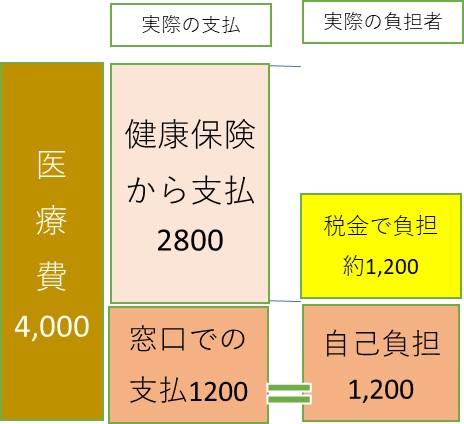 実際の支払
実際の負担者
医
療
費
4,000
健康保険
から支払
2800
税金で負担
約1,200
窓口での
支払1200
自己負担
1,200